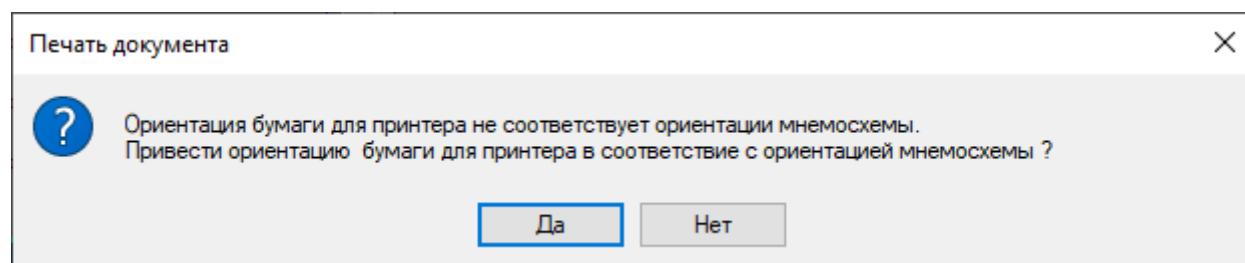 Печать документа
Ориентация бумаги для принтера не соответствует ориентации мнемосхемы.
Привести ориентацию  бумаги для принтера в соответствие с ориентацией мнемосхемы ?
Да
Нет